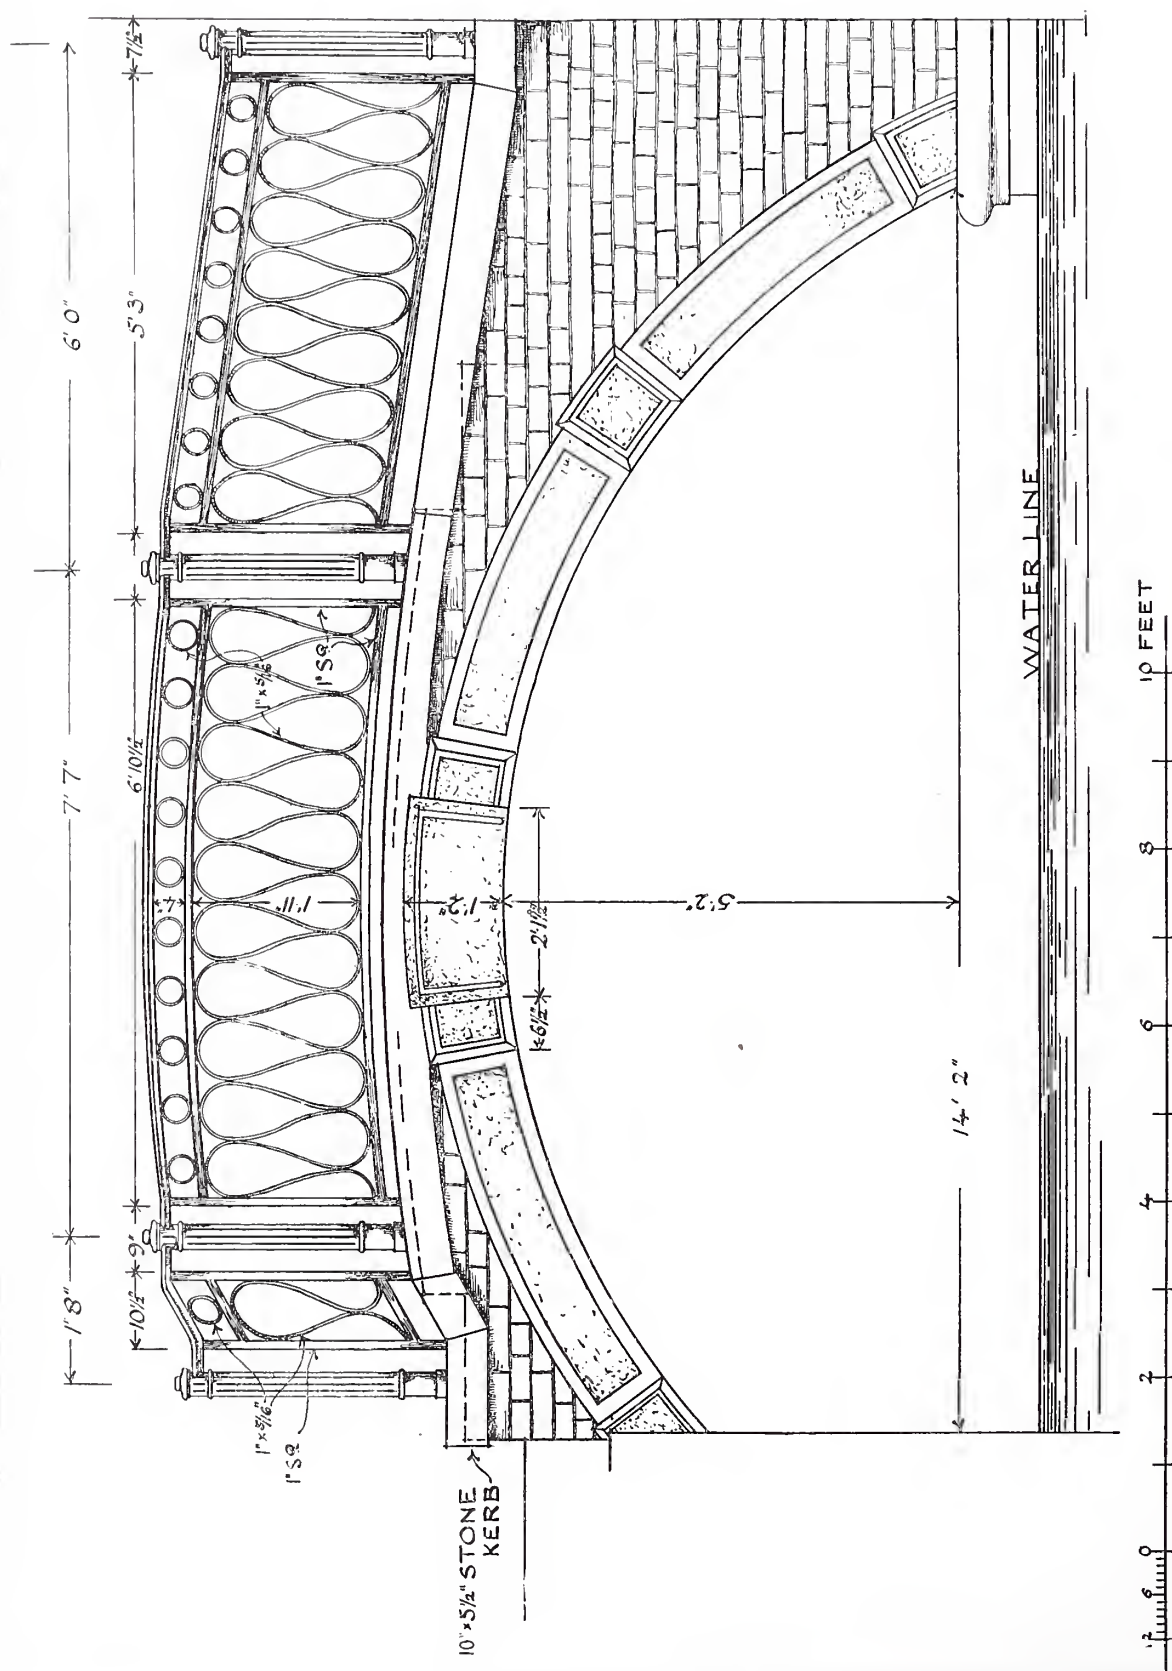 1' 8"
7' 7"
6' 0"
10½"
9"
6' 10½"
5' 3"
7½"
4"
1' 11"
1" × 5/16"
1" SQ
1" × 5/16"
1" SQ
1' 2"
6½"
2' 1½"
5' 2"
10" × 5½" STONE
KERB
14' 2"
WATER LINE
12 6 0 2 4 6 8 10 FEET